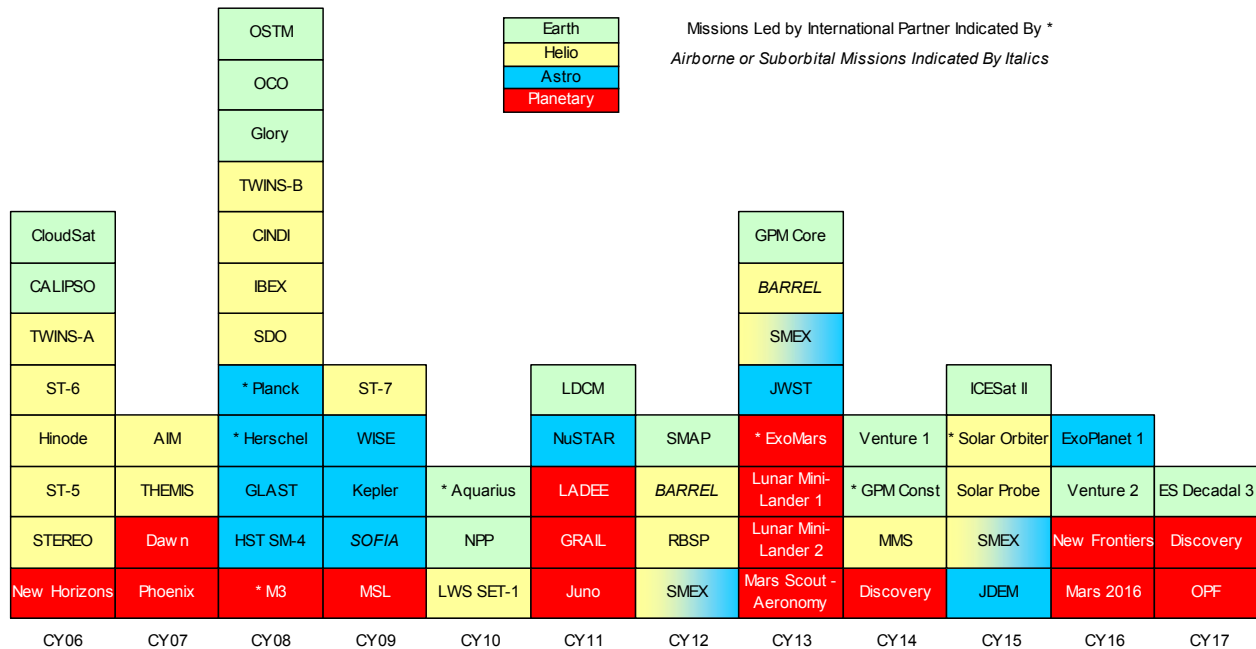 OSTM
Earth
Missions Led by International Partner Indicated By *
Helio
Airborne or Suborbital Missions Indicated By Italics
OCO
Astro
Planetary
Glory
TWINS-B
CloudSat
CINDI
GPM Core
CALIPSO
IBEX
BARREL
TWINS-A
SDO
SMEX
ST-6
* Planck
ST-7
LDCM
JWST
ICESat II
Hinode
AIM
* Herschel
WISE
NuSTAR
SMAP
* ExoMars
Venture 1
* Solar Orbiter
ExoPlanet 1
ST-5
THEMIS
GLAST
Kepler
* Aquarius
LADEE
BARREL
Lunar Mini-
Lander 1
* GPM Const
Solar Probe
Venture 2
ES Decadal 3
STEREO
Dawn
HST SM-4
SOFIA
NPP
GRAIL
RBSP
Lunar Mini-
Lander 2
MMS
SMEX
New Frontiers
Discovery
New Horizons
Phoenix
* M3
MSL
LWS SET-1
Juno
SMEX
Mars Scout -
Aeronomy
Discovery
JDEM
Mars 2016
OPF
CY06
CY07
CY08
CY09
CY10
CY11
CY12
CY13
CY14
CY15
CY16
CY17